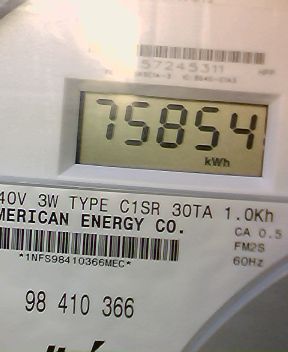 57245311
75854
kWh
40V 3W TYPE C1SR 30TA 1.0Kh
MERICAN ENERGY CO.
CA 0.5
FM2S
60Hz
*1NFS98410366MEC*
98 410 366